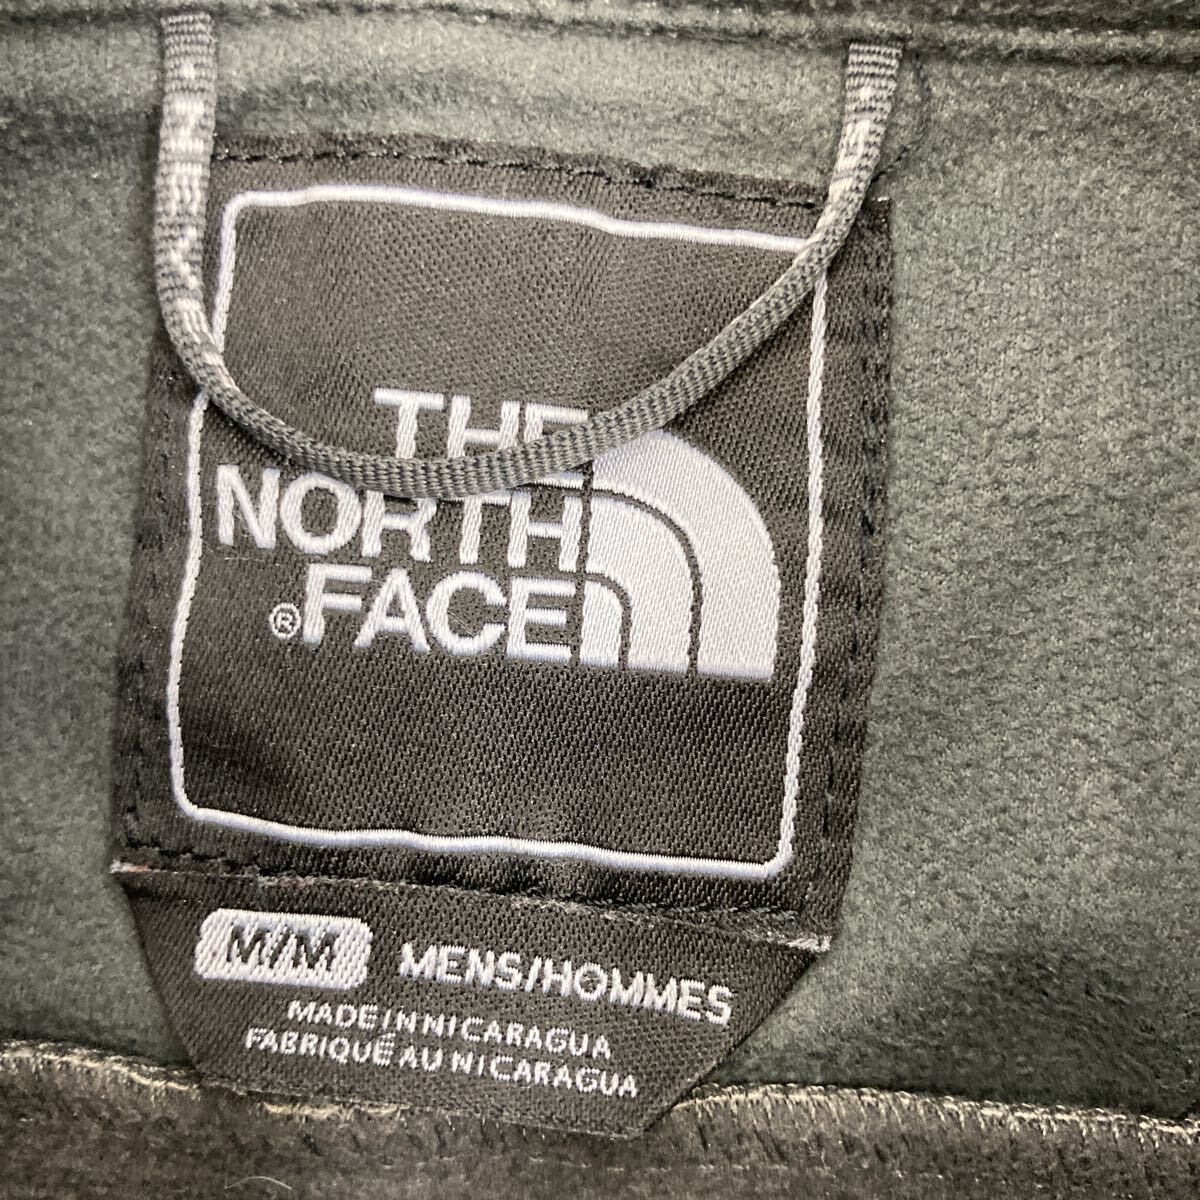 THE
NORTH
® FACE
M/M MENS/HOMMES
MADE IN NICARAGUA
FABRIQUÉ AU NICARAGUA